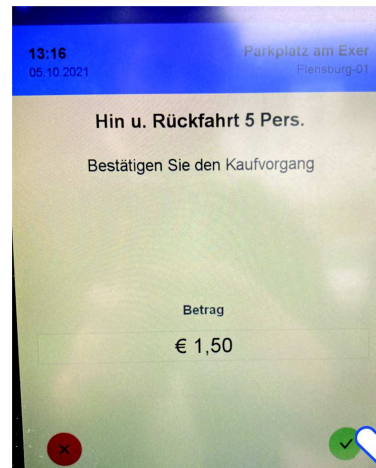 13:16
Parkplatz am Exer
05.10.2021
Flensburg-01
Hin u. Rückfahrt 5 Pers.
Bestätigen Sie den Kaufvorgang
Betrag
€ 1,50